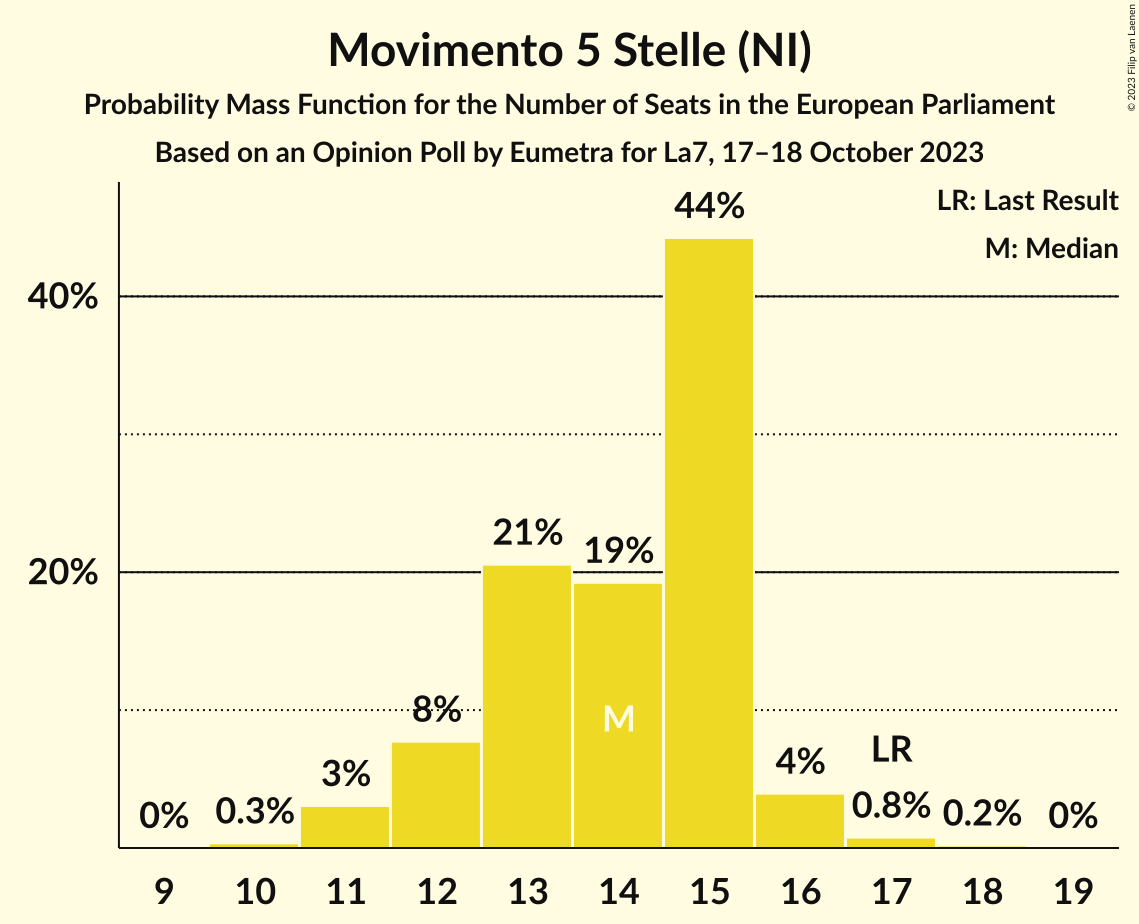 Movimento 5 Stelle (NI)
Probability Mass Function for the Number of Seats in the European Parliament
Based on an Opinion Poll by Eumetra for La7, 17–18 October 2023
© 2023 Filip van Laenen
LR: Last Result
M: Median
44%
40%
21%
19%
20%
8%
M
LR
3%
4%
0%
0.3%
0.8%
0.2%
0%
9 10 11 12 13 14 15 16 17 18 19